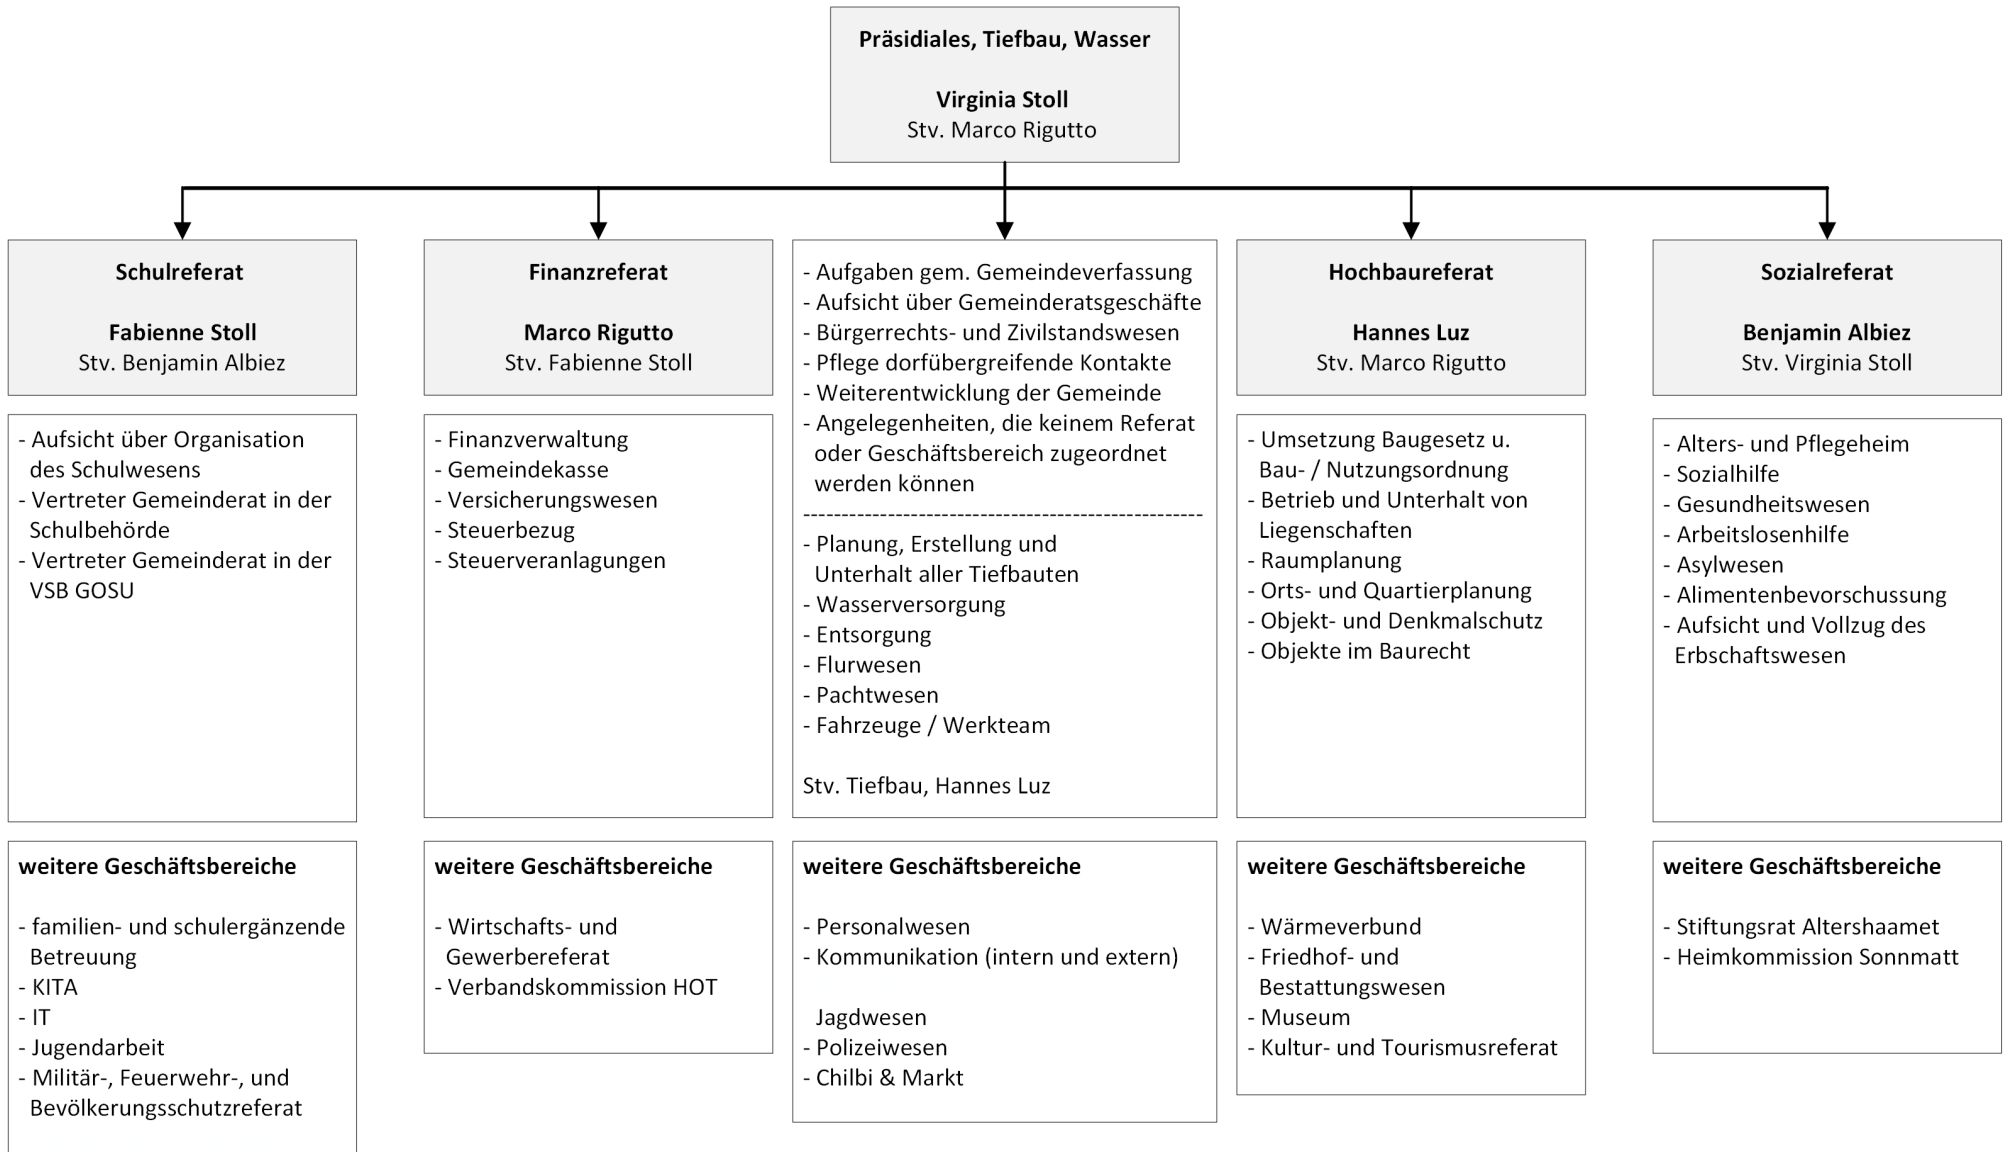 Präsidiales, Tiefbau, Wasser
Virginia Stoll
Stv. Marco Rigutto
Schulreferat
Fabienne Stoll
Stv. Benjamin Albiez
- Aufsicht über Organisation
des Schulwesens
- Vertreter Gemeinderat in der
Schulbehörde
- Vertreter Gemeinderat in der
VSB GOSU
weitere Geschäftsbereiche
- familien- und schulergänzende
Betreuung
- KITA
- IT
- Jugendarbeit
- Militär-, Feuerwehr-, und
Bevölkerungsschutzreferat
Finanzreferat
Marco Rigutto
Stv. Fabienne Stoll
- Finanzverwaltung
- Gemeindekasse
- Versicherungswesen
- Steuerbezug
- Steuerveranlagungen
weitere Geschäftsbereiche
- Wirtschafts- und
Gewerbereferat
- Verbandskommission HOT
- Aufgaben gem. Gemeindeverfassung
- Aufsicht über Gemeinderatsgeschäfte
- Bürgerrechts- und Zivilstandswesen
- Pflege dorfübergreifende Kontakte
- Weiterentwicklung der Gemeinde
- Angelegenheiten, die keinem Referat
oder Geschäftsbereich zugeordnet
werden können
----------------------------------------------------
- Planung, Erstellung und
Unterhalt aller Tiefbauten
- Wasserversorgung
- Entsorgung
- Flurwesen
- Pachtwesen
- Fahrzeuge / Werkteam
Stv. Tiefbau, Hannes Luz
weitere Geschäftsbereiche
- Personalwesen
- Kommunikation (intern und extern)
Jagdwesen
- Polizeiwesen
- Chilbi & Markt
Hochbaureferat
Hannes Luz
Stv. Marco Rigutto
- Umsetzung Baugesetz u.
Bau- / Nutzungsordnung
- Betrieb und Unterhalt von
Liegenschaften
- Raumplanung
- Orts- und Quartierplanung
- Objekt- und Denkmalschutz
- Objekte im Baurecht
weitere Geschäftsbereiche
- Wärmeverbund
- Friedhof- und
Bestattungswesen
- Museum
- Kultur- und Tourismusreferat
Sozialreferat
Benjamin Albiez
Stv. Virginia Stoll
- Alters- und Pflegeheim
- Sozialhilfe
- Gesundheitswesen
- Arbeitslosenhilfe
- Asylwesen
- Alimentenbevorschussung
- Aufsicht und Vollzug des
Erbschaftswesen
weitere Geschäftsbereiche
- Stiftungsrat Altershaamet
- Heimkommission Sonnmatt